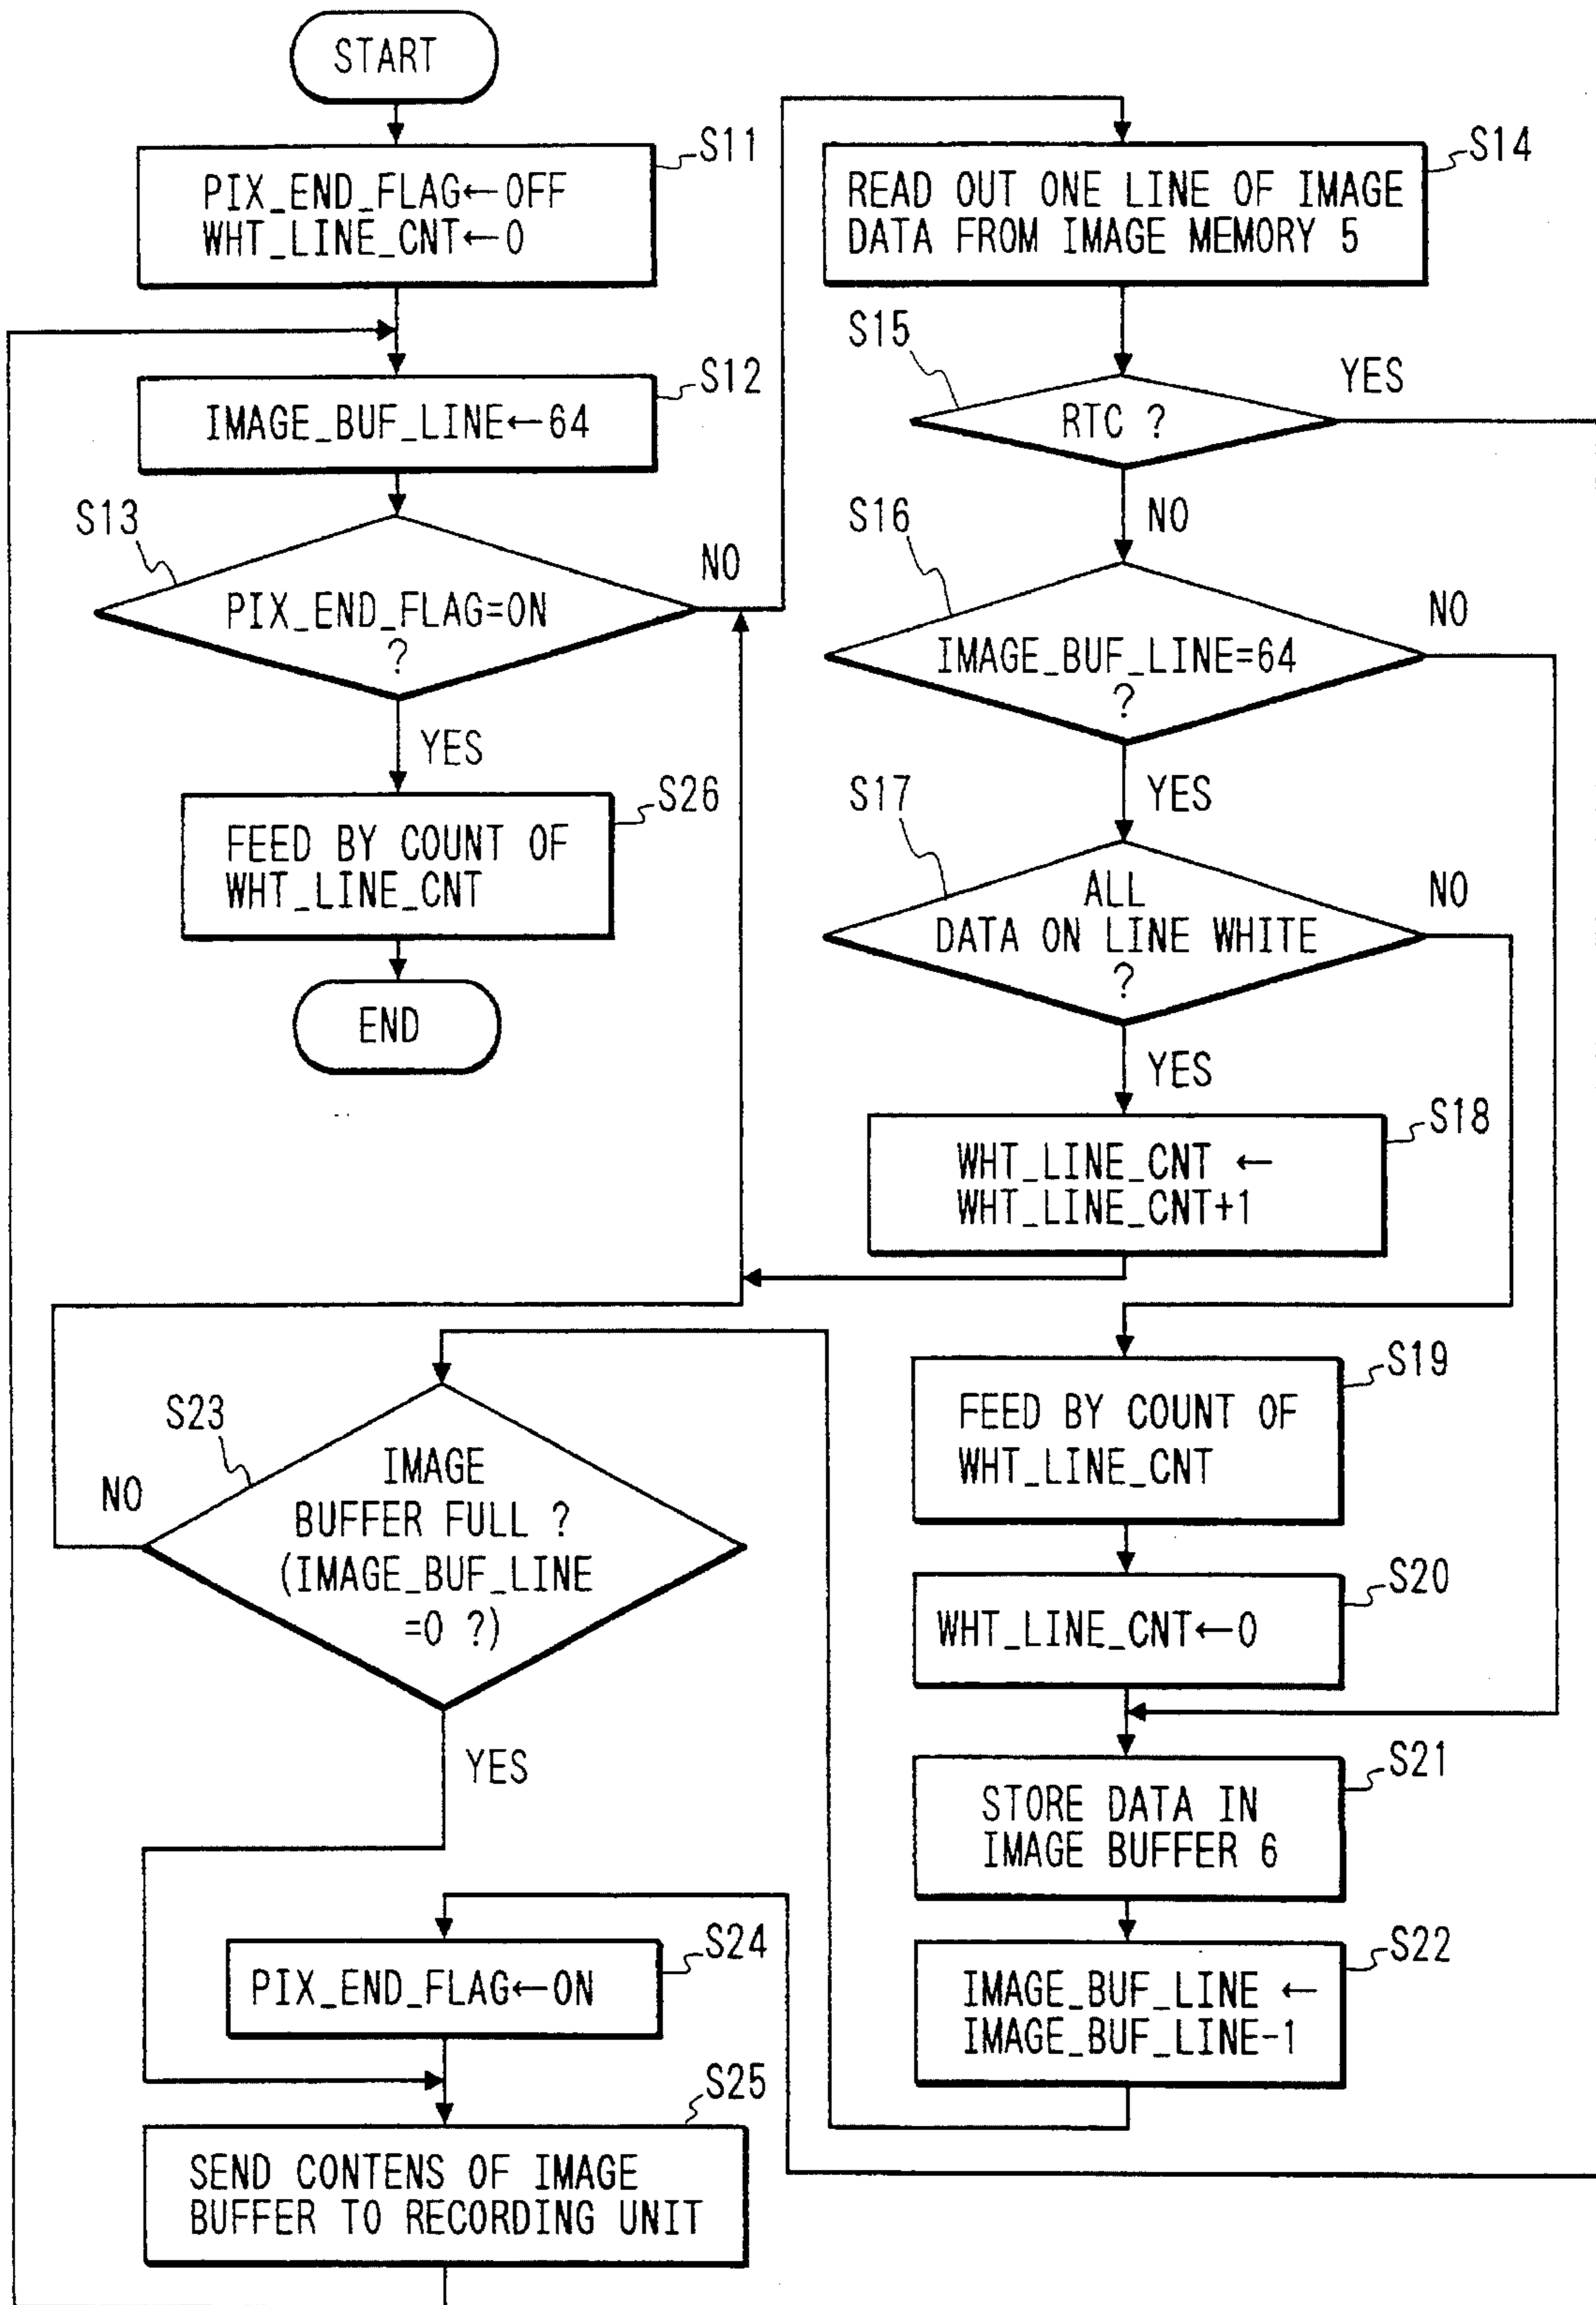 START
S11
PIX_END_FLAG←OFF
WHT_LINE_CNT←0
S12
IMAGE_BUF_LINE←64
S13
NO
PIX_END_FLAG=ON
?
YES
S26
FEED BY COUNT OF
WHT_LINE_CNT
END
S14
READ OUT ONE LINE OF IMAGE
DATA FROM IMAGE MEMORY 5
S15
YES
RTC ?
NO
S16
NO
IMAGE_BUF_LINE=64
?
YES
S17
NO
ALL
DATA ON LINE WHITE
?
YES
S18
WHT_LINE_CNT ←
WHT_LINE_CNT+1
S19
FEED BY COUNT OF
WHT_LINE_CNT
S20
WHT_LINE_CNT←0
S21
STORE DATA IN
IMAGE BUFFER 6
S22
IMAGE_BUF_LINE ←
IMAGE_BUF_LINE-1
S23
NO
IMAGE
BUFFER FULL ?
(IMAGE_BUF_LINE
=0 ?)
YES
S24
PIX_END_FLAG←ON
S25
SEND CONTENS OF IMAGE
BUFFER TO RECORDING UNIT